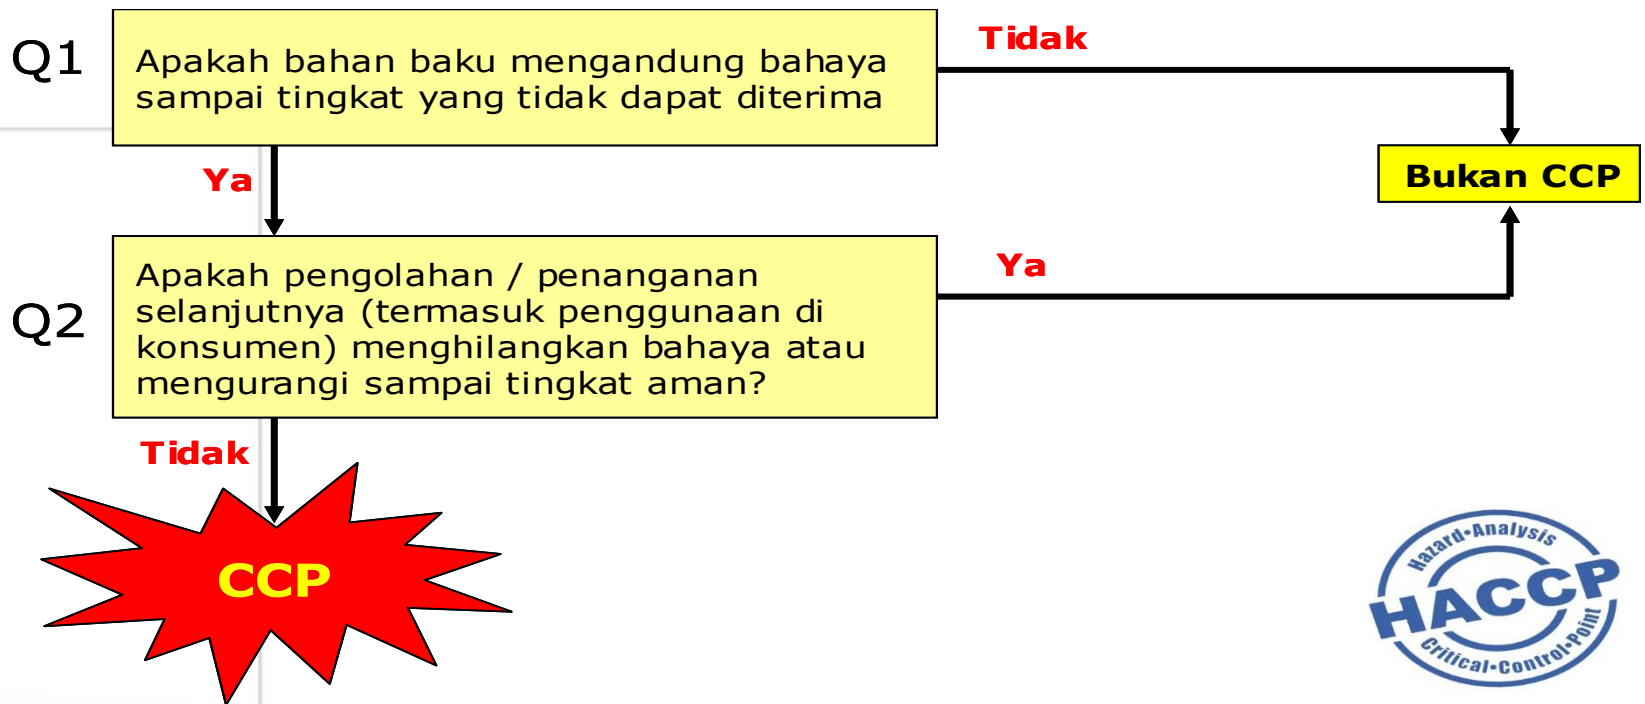 Q1
Apakah bahan baku mengandung bahaya
sampai tingkat yang tidak dapat diterima
Tidak
Ya
Bukan CCP
Q2
Apakah pengolahan / penanganan
selanjutnya (termasuk penggunaan di
konsumen) menghilangkan bahaya atau
mengurangi sampai tingkat aman?
Ya
Tidak
CCP
Hazard•Analysis
HACCP
Critical•Control•Point